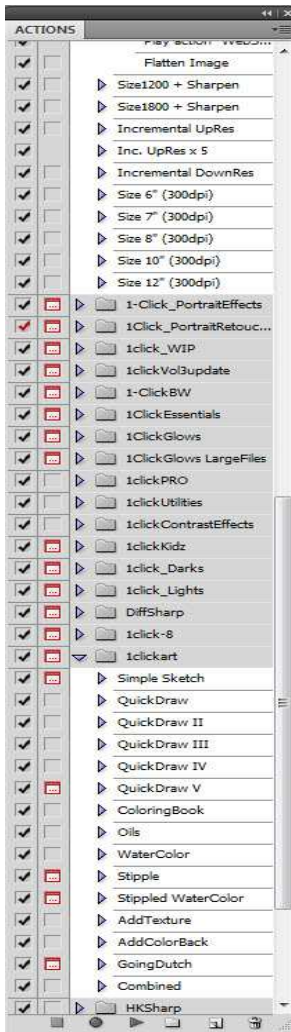 ACTIONS
Play action "WebS...
Flatten Image
Size1200 + Sharpen
Size1800 + Sharpen
Incremental UpRes
Inc. UpRes x 5
Incremental DownRes
Size 6" (300dpi)
Size 7" (300dpi)
Size 8" (300dpi)
Size 10" (300dpi)
Size 12" (300dpi)
1-Click_PortraitEffects
1Click_PortraitRetouc...
1click_WIP
1clickVol3update
1-ClickBW
1ClickEssentials
1ClickGlows
1ClickGlows LargeFiles
1clickPRO
1clickUtilities
1clickContrastEffects
1clickKidz
1click_Darks
1click_Lights
DiffSharp
1click-8
1clickart
Simple Sketch
QuickDraw
QuickDraw II
QuickDraw III
QuickDraw IV
QuickDraw V
ColoringBook
Oils
WaterColor
Stipple
Stippled WaterColor
AddTexture
AddColorBack
GoingDutch
Combined
HKSharp